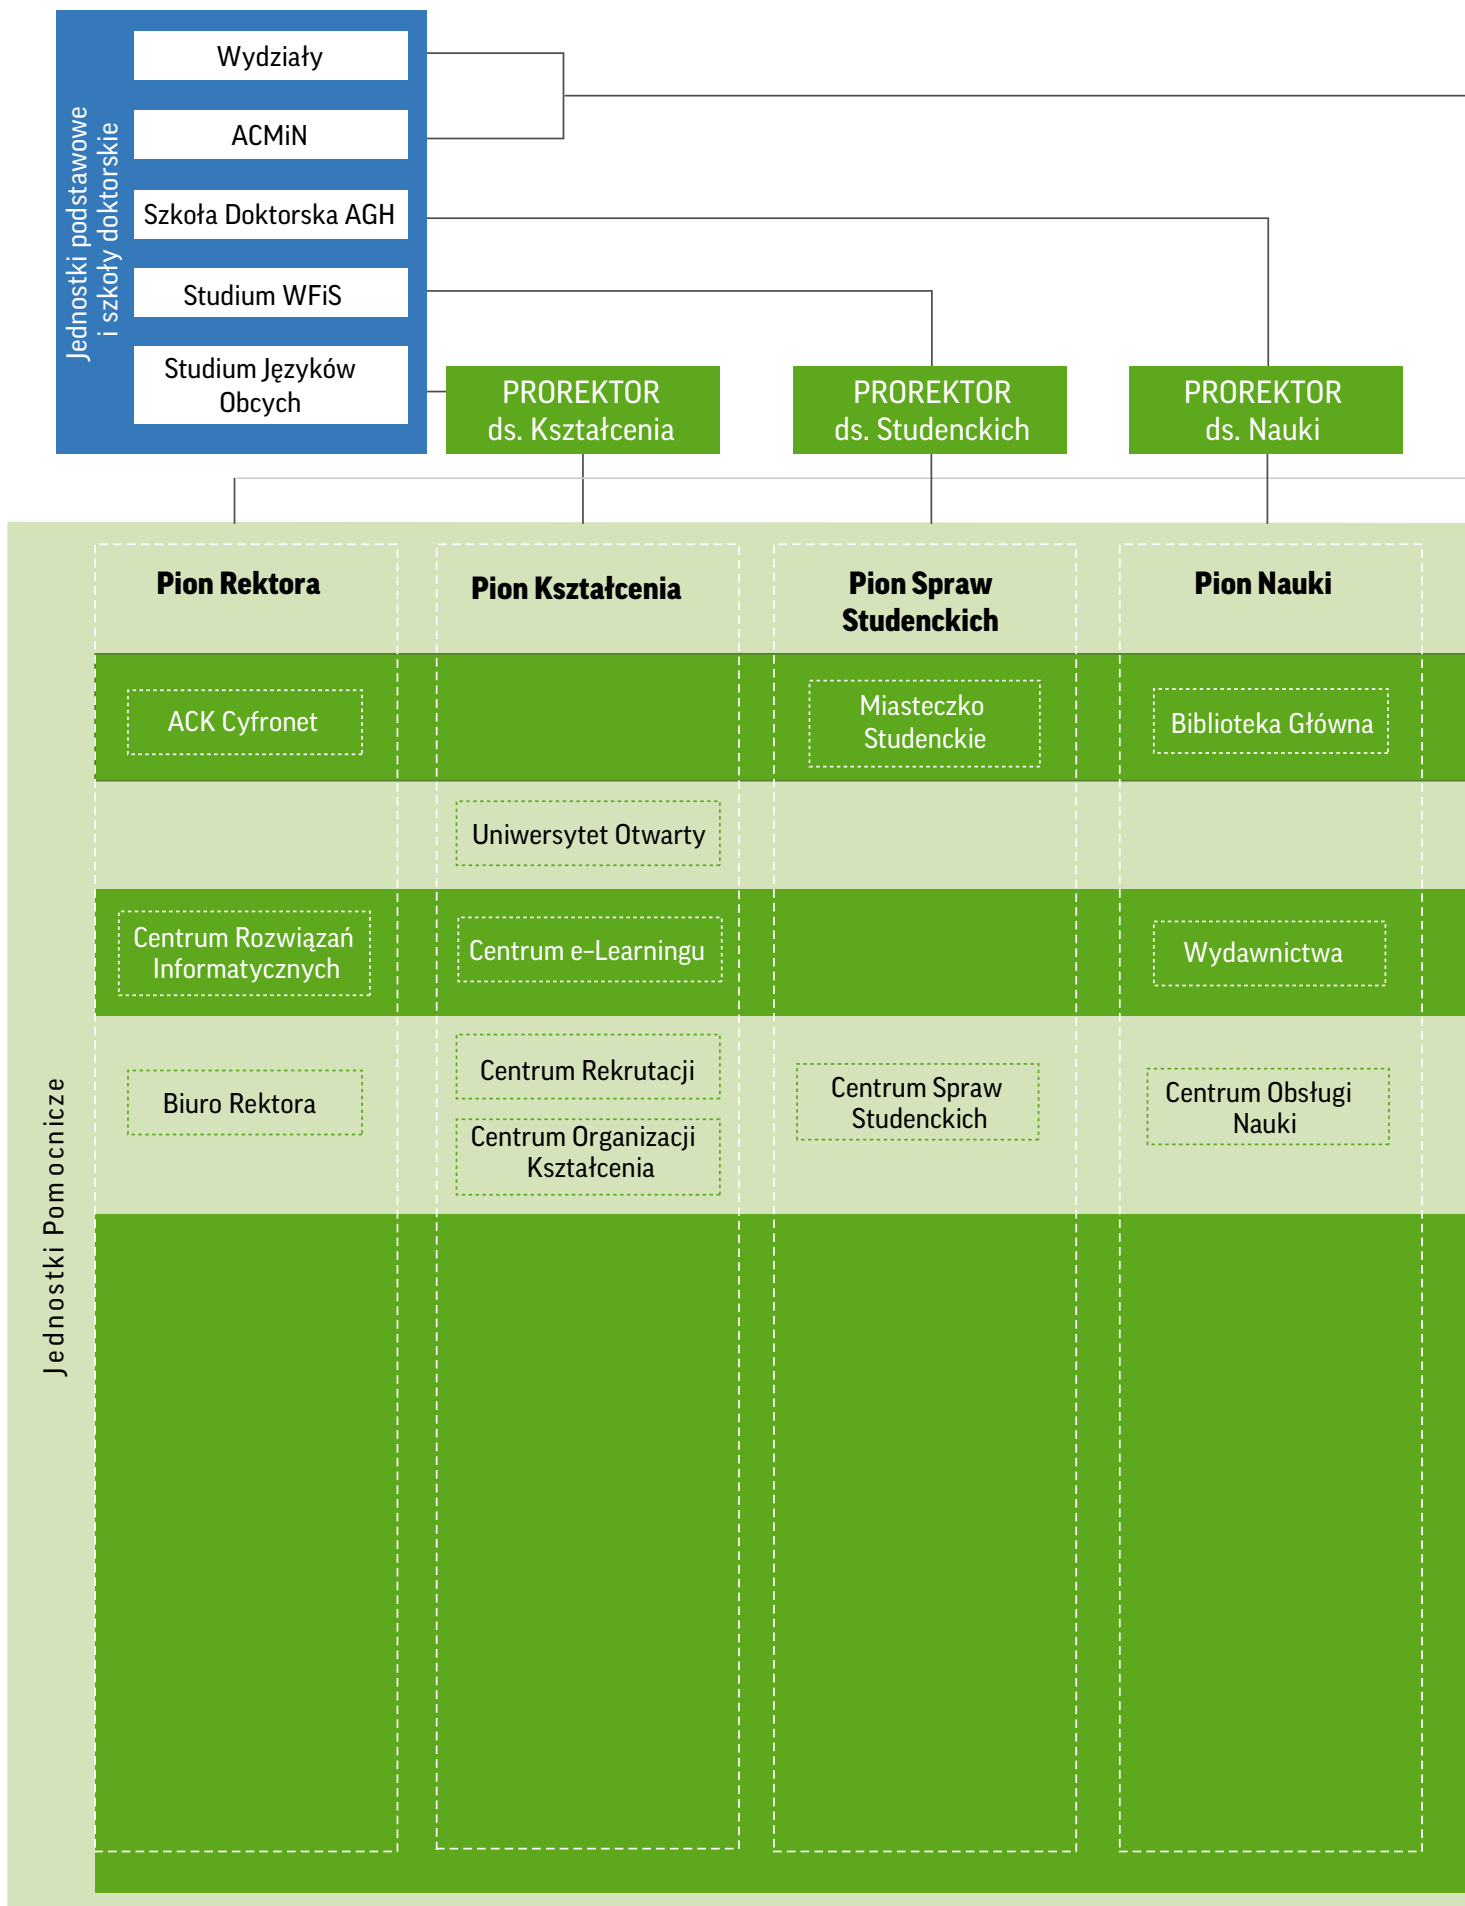 Jednostki podstawowe
i szkoły doktorskie
Wydziały
ACMiN
Szkoła Doktorska AGH
Studium WFiS
Studium Języków
Obcych
PROREKTOR
ds. Kształcenia
PROREKTOR
ds. Studenckich
PROREKTOR
ds. Nauki
Jednostki Pomocnicze
Pion Rektora
Pion Kształcenia
Pion Spraw
Studenckich
Pion Nauki
ACK Cyfronet
Miasteczko
Studenckie
Biblioteka Główna
Uniwersytet Otwarty
Centrum Rozwiązań
Informatycznych
Centrum e-Learningu
Wydawnictwa
Biuro Rektora
Centrum Rekrutacji
Centrum Organizacji
Kształcenia
Centrum Spraw
Studenckich
Centrum Obsługi
Nauki